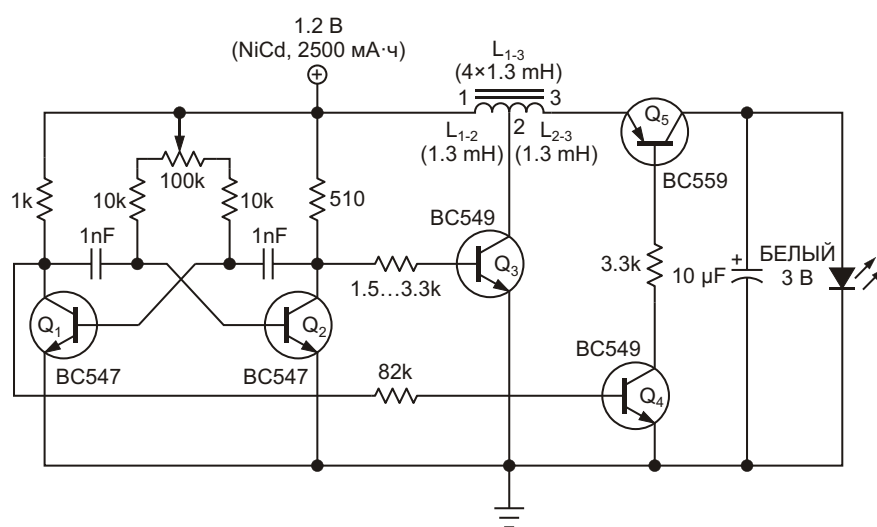 1.2 В
(NiCd, 2500 мА·ч)
L1-3
(4×1.3 mH)
1
3
Q5
L1-2
2
L2-3
(1.3 mH)
(1.3 mH)
100k
BC559
1k
10k
10k
510
BC549
1nF
1nF
Q3
3.3k
10 µF
+
БЕЛЫЙ
3 В
1.5...3.3k
Q1
Q2
BC549
BC547
BC547
82k
Q4